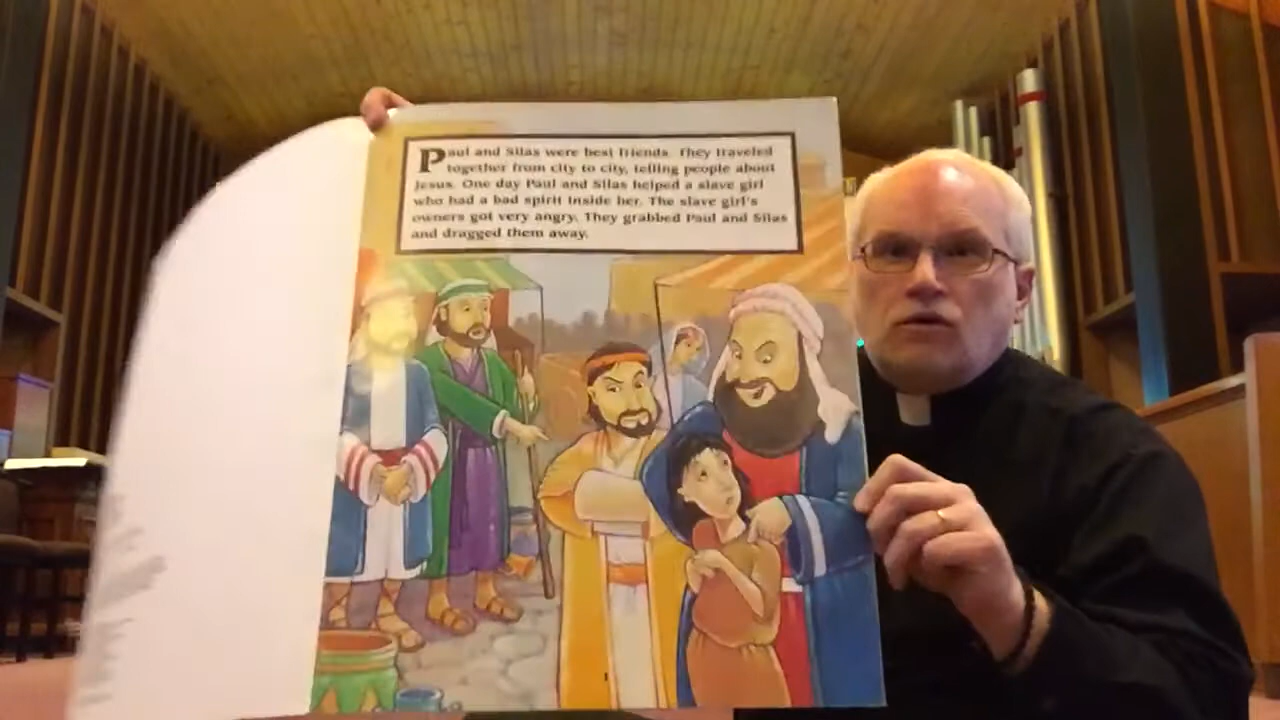 Paul and Silas were best friends. They traveled
together from city to city, telling people about
Jesus. One day Paul and Silas helped a slave girl
who had a bad spirit inside her. The slave girl's
owners got very angry. They grabbed Paul and Silas
and dragged them away.